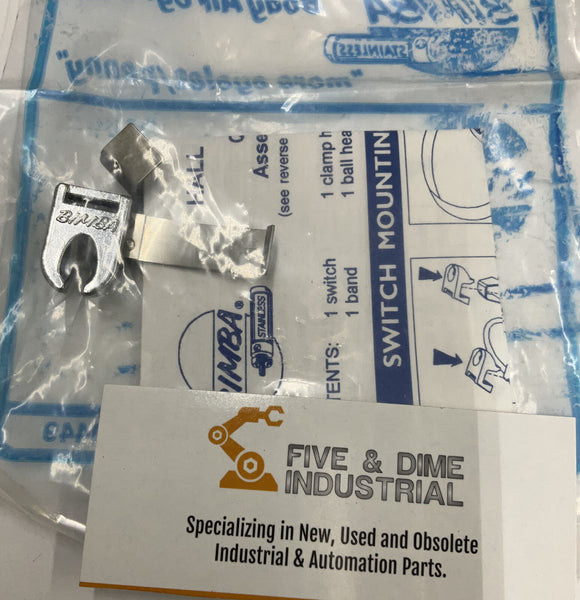 "more cycles/penny"
STAINLESS
BIMBA
HALL
Asse
(see reverse
1 clamp h
1 ball hea
TENTS:
1 switch
1 band
SWITCH MOUNTIN
BIMBA®
STAINLESS
FIVE & DIME
INDUSTRIAL
Specializing in New, Used and Obsolete
Industrial & Automation Parts.